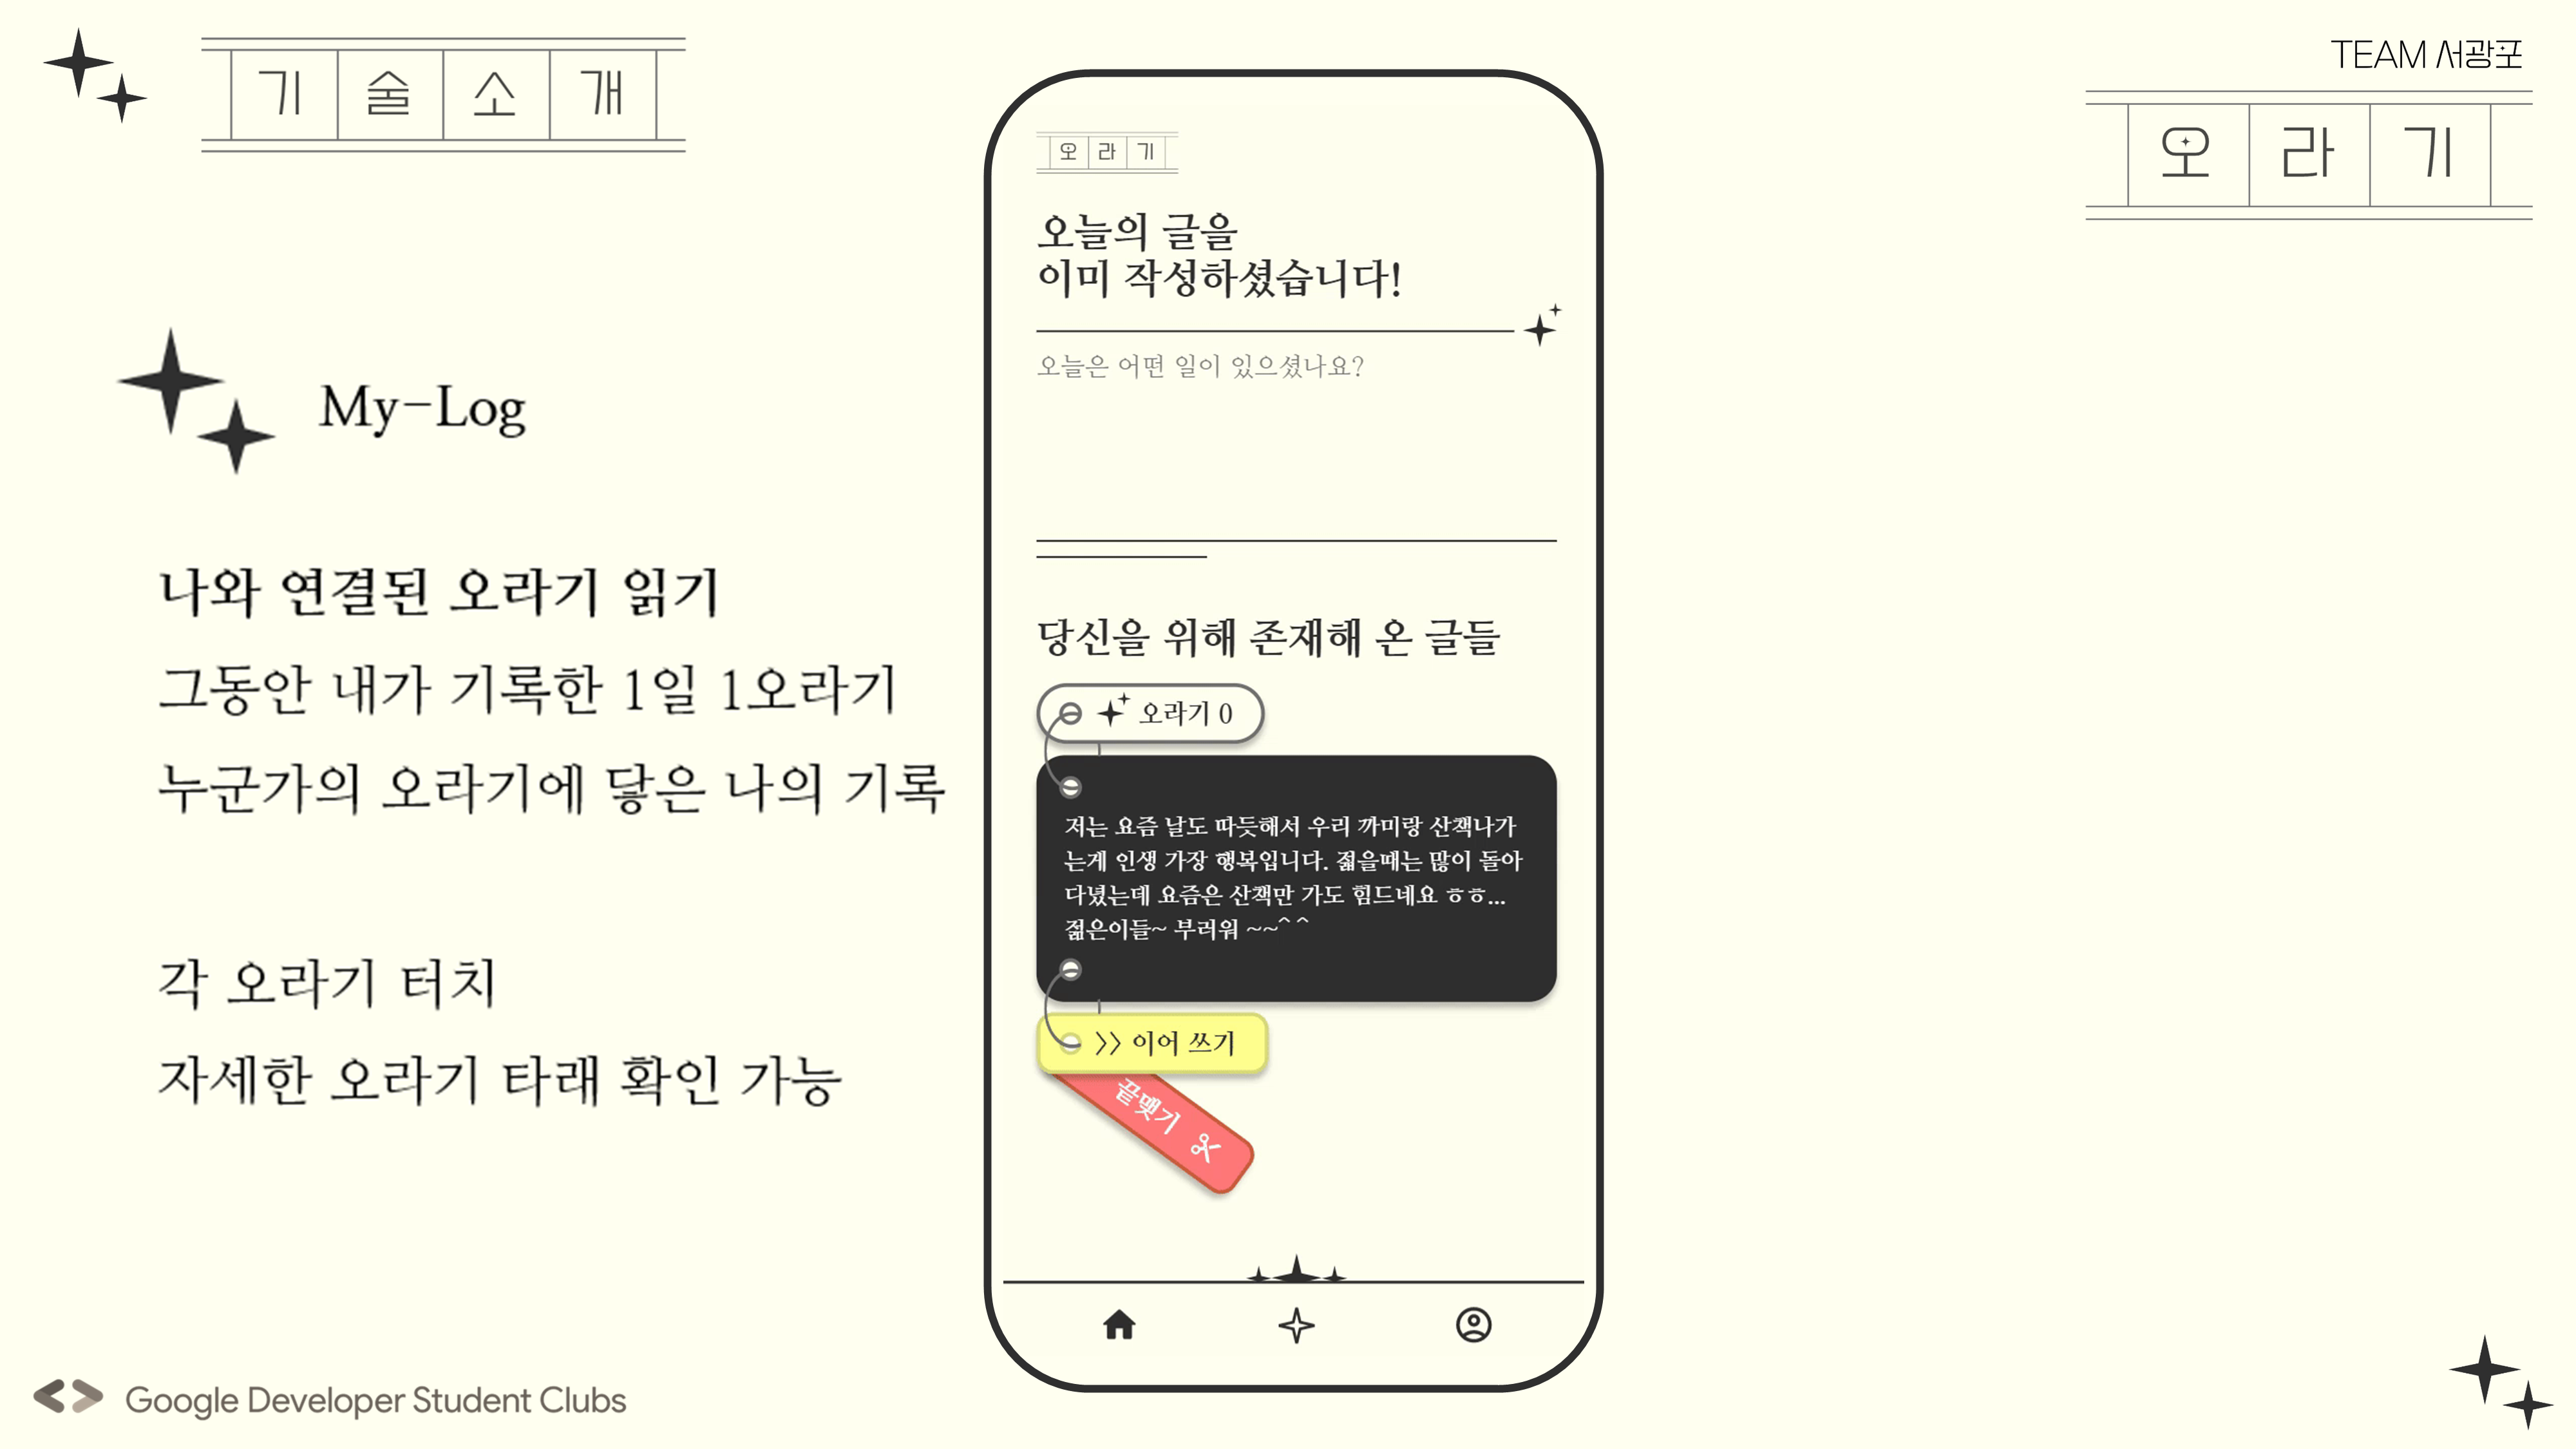 기술소개
TEAM 서광포
오라기
My-Log
나와 연결된 오라기 읽기
그동안 내가 기록한 1일 1오라기
누군가의 오라기에 닿은 나의 기록
각 오라기 터치
자세한 오라기 타래 확인 가능
오라기
오늘의 글을
이미 작성하셨습니다!
오늘은 어떤 일이 있으셨나요?
당신을 위해 존재해 온 글들
오라기 0
저는 요즘 날도 따듯해서 우리 까미랑 산책나가
는게 인생 가장 행복입니다. 젋을때는 많이 돌아
다녔는데 요즘은 산책만 가도 힘드네요 ㅎㅎ...
젊은이들~ 부러워 ~~^^
>> 이어 쓰기
끝맺기
Google Developer Student Clubs